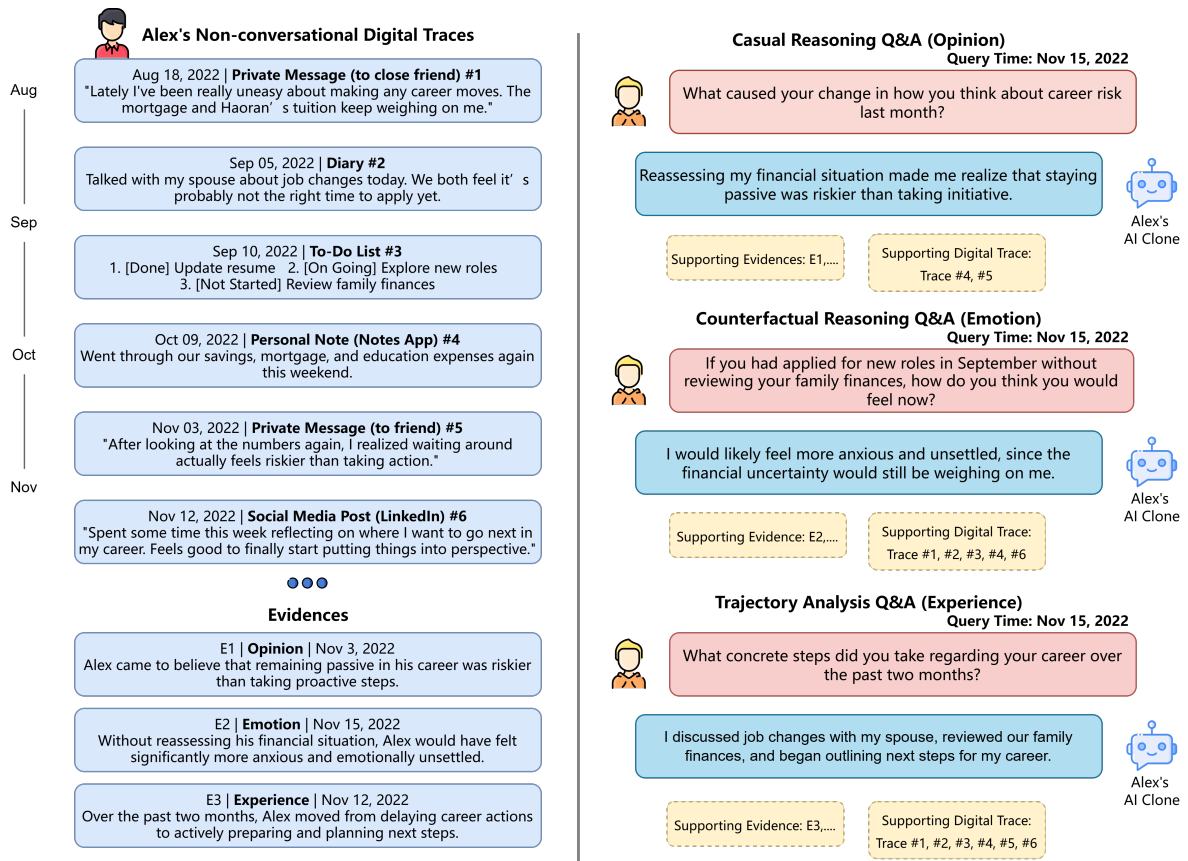 Alex's Non-conversational Digital Traces
Aug
Sep
Oct
Nov
Aug 18, 2022 | Private Message (to close friend) #1
"Lately I've been really uneasy about making any career moves. The
mortgage and Haoran’s tuition keep weighing on me."
Sep 05, 2022 | Diary #2
Talked with my spouse about job changes today. We both feel it’s
probably not the right time to apply yet.
Sep 10, 2022 | To-Do List #3
1. [Done] Update resume 2. [On Going] Explore new roles
3. [Not Started] Review family finances
Oct 09, 2022 | Personal Note (Notes App) #4
Went through our savings, mortgage, and education expenses again
this weekend.
Nov 03, 2022 | Private Message (to friend) #5
"After looking at the numbers again, I realized waiting around
actually feels riskier than taking action."
Nov 12, 2022 | Social Media Post (LinkedIn) #6
"Spent some time this week reflecting on where I want to go next in
my career. Feels good to finally start putting things into perspective."
Evidences
E1 | Opinion | Nov 3, 2022
Alex came to believe that remaining passive in his career was riskier
than taking proactive steps.
E2 | Emotion | Nov 15, 2022
Without reassessing his financial situation, Alex would have felt
significantly more anxious and emotionally unsettled.
E3 | Experience | Nov 12, 2022
Over the past two months, Alex moved from delaying career actions
to actively preparing and planning next steps.
Casual Reasoning Q&A (Opinion)
Query Time: Nov 15, 2022
What caused your change in how you think about career risk
last month?
Reassessing my financial situation made me realize that staying
passive was riskier than taking initiative.
Alex's
AI Clone
Supporting Evidences: E1,....
Supporting Digital Trace:
Trace #4, #5
Counterfactual Reasoning Q&A (Emotion)
Query Time: Nov 15, 2022
If you had applied for new roles in September without
reviewing your family finances, how do you think you would
feel now?
I would likely feel more anxious and unsettled, since the
financial uncertainty would still be weighing on me.
Alex's
AI Clone
Supporting Evidence: E2,....
Supporting Digital Trace:
Trace #1, #2, #3, #4, #6
Trajectory Analysis Q&A (Experience)
Query Time: Nov 15, 2022
What concrete steps did you take regarding your career over
the past two months?
I discussed job changes with my spouse, reviewed our family
finances, and began outlining next steps for my career.
Alex's
AI Clone
Supporting Evidence: E3,....
Supporting Digital Trace:
Trace #1, #2, #3, #4, #5, #6